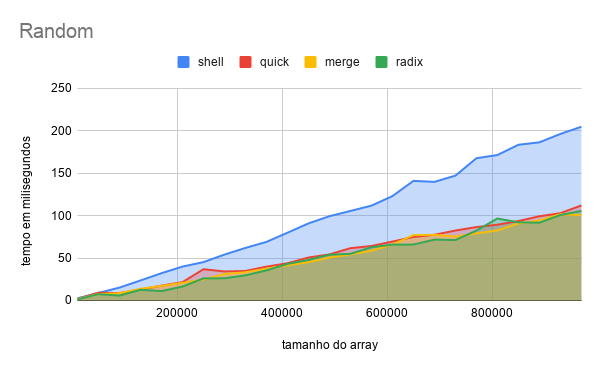 Random
shell quick merge radix
250
200
150
100
50
0
tempo em milisegundos
200000 400000 600000 800000
tamanho do array